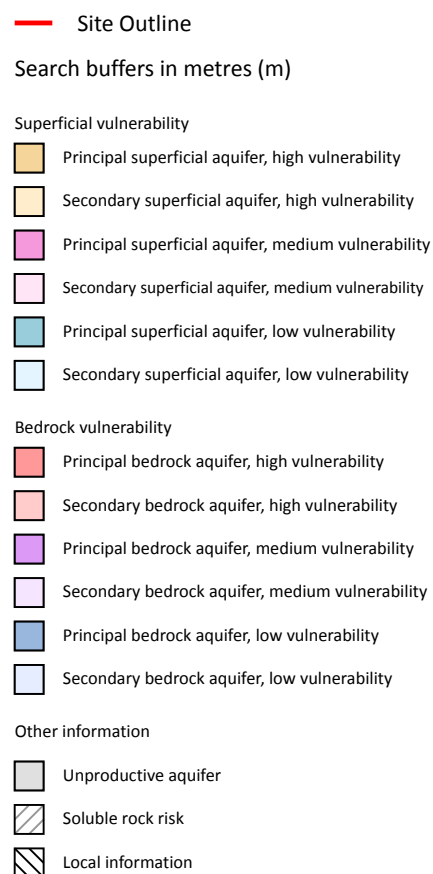 Site Outline
Search buffers in metres (m)
Superficial vulnerability
Principal superficial aquifer, high vulnerability
Secondary superficial aquifer, high vulnerability
Principal superficial aquifer, medium vulnerability
Secondary superficial aquifer, medium vulnerability
Principal superficial aquifer, low vulnerability
Secondary superficial aquifer, low vulnerability
Bedrock vulnerability
Principal bedrock aquifer, high vulnerability
Secondary bedrock aquifer, high vulnerability
Principal bedrock aquifer, medium vulnerability
Secondary bedrock aquifer, medium vulnerability
Principal bedrock aquifer, low vulnerability
Secondary bedrock aquifer, low vulnerability
Other information
Unproductive aquifer
Soluble rock risk
Local information